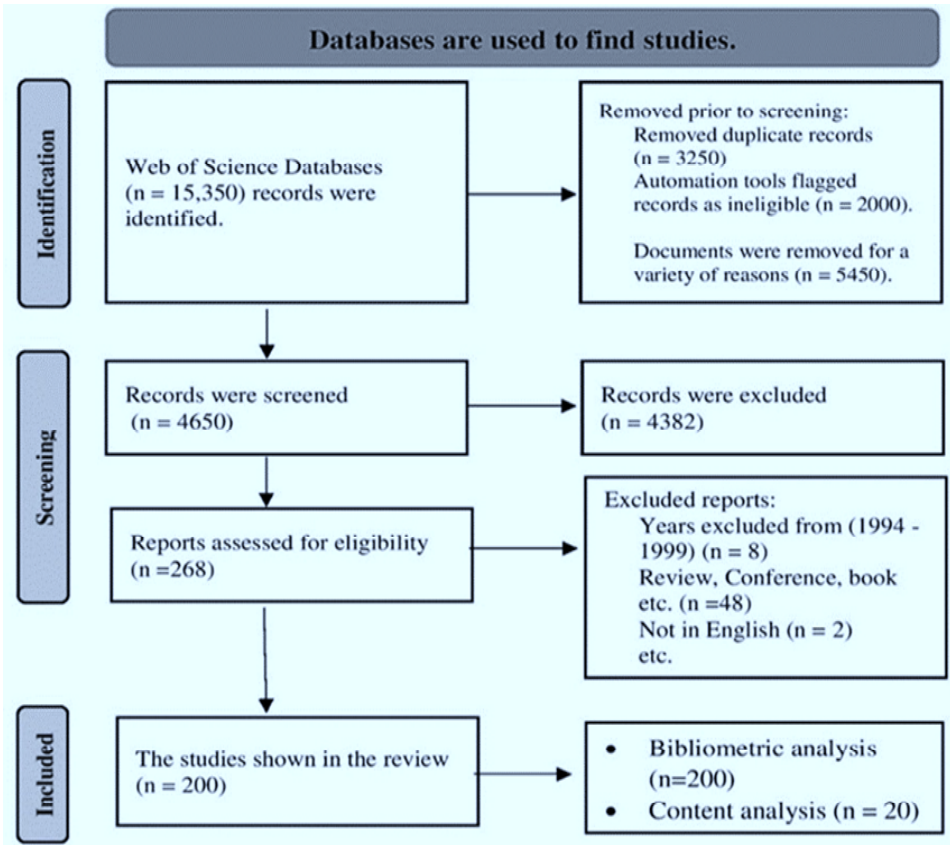 Databases are used to find studies.
Identification
Web of Science Databases
(n = 15,350) records were
identified.
Removed prior to screening:
Removed duplicate records
(n = 3250)
Automation tools flagged
records as ineligible (n = 2000).
Documents were removed for a
variety of reasons (n = 5450).
Screening
Records were screened
(n = 4650)
Records were excluded
(n = 4382)
Reports assessed for eligibility
(n =268)
Excluded reports:
Years excluded from (1994 -
1999) (n = 8)
Review, Conference, book
etc. (n =48)
Not in English (n = 2)
etc.
Included
The studies shown in the review
(n = 200)
• Bibliometric analysis
(n=200)
• Content analysis (n = 20)